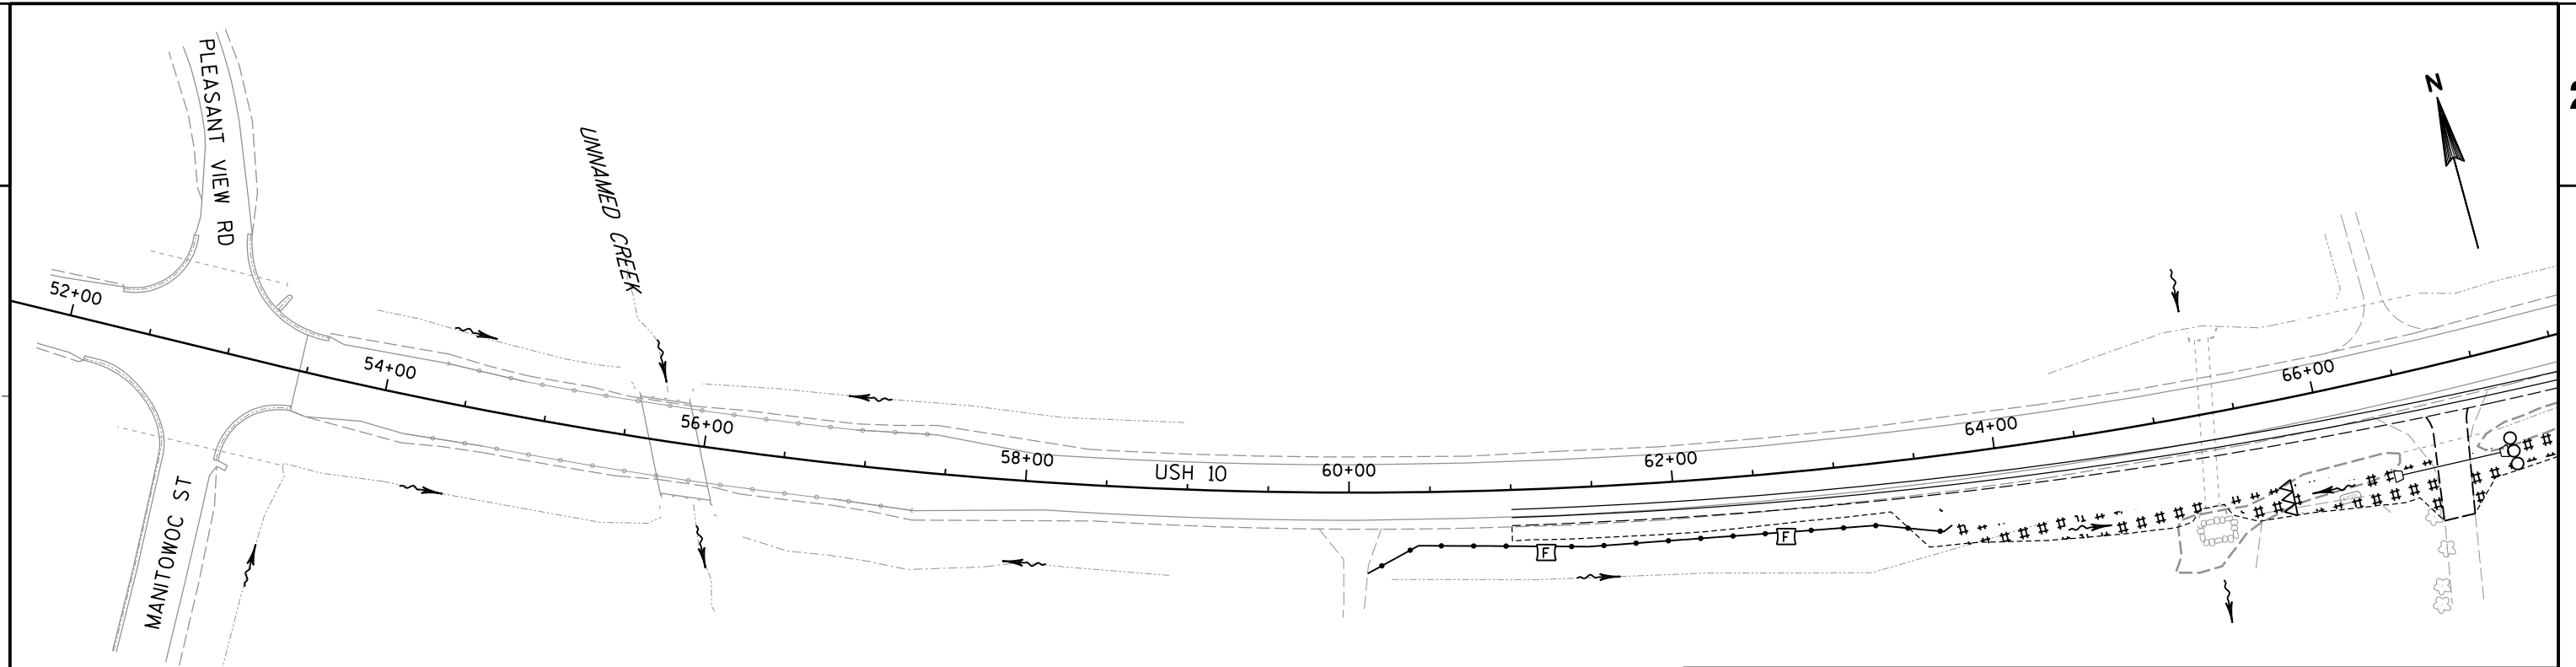 PLEASANT VIEW RD
UNNAMED CREEK
N
52+00
54+00
56+00
58+00
USH 10
60+00
62+00
64+00
66+00
MANITOWOC ST
F
F